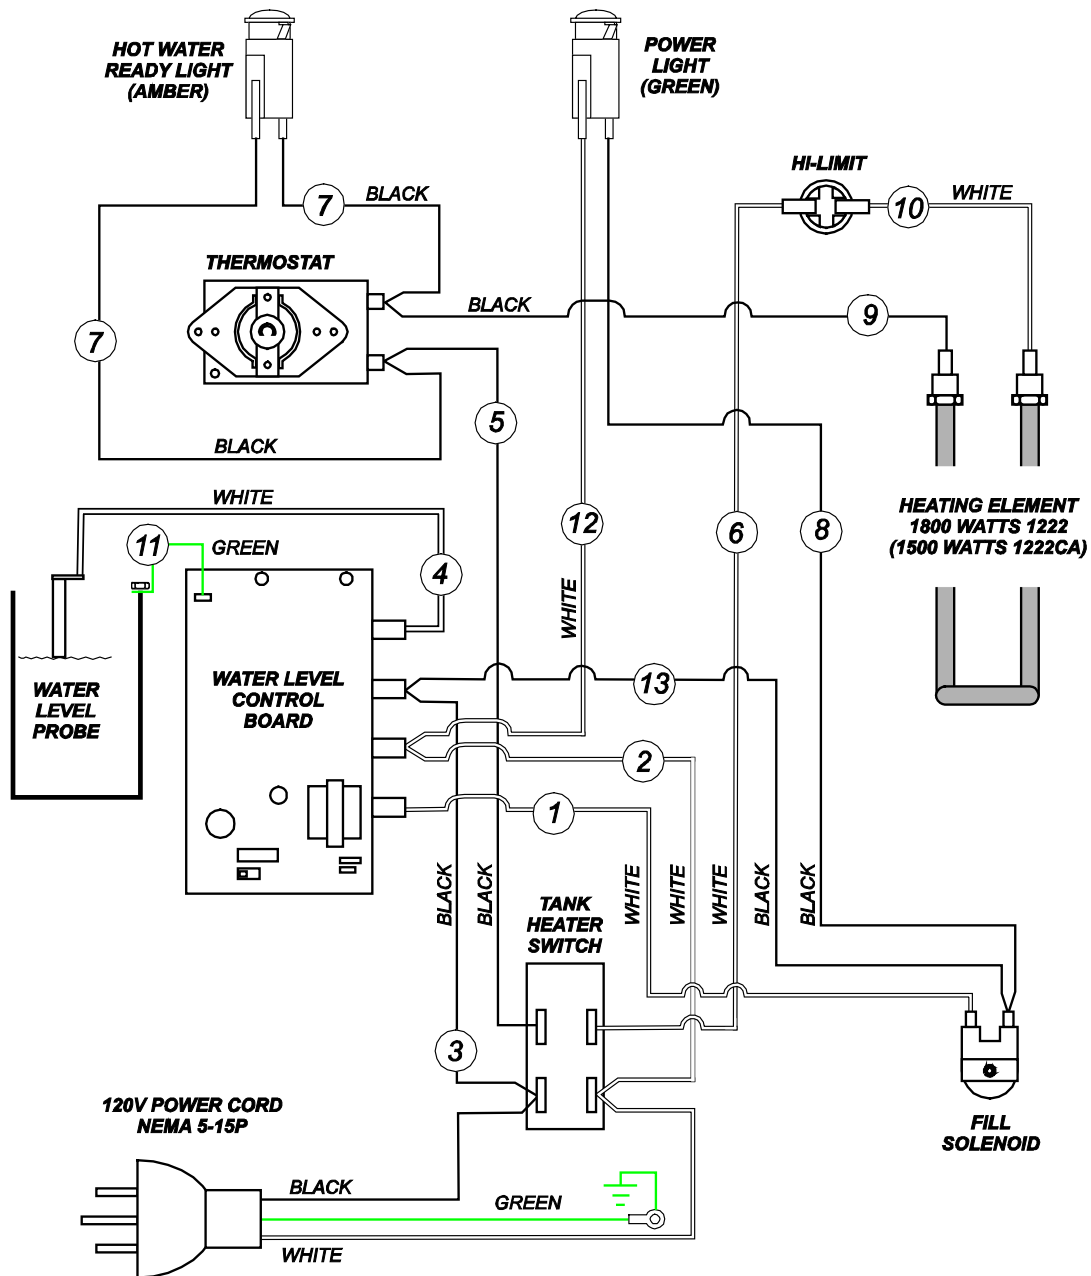 HOT WATER
READY LIGHT
(AMBER)
POWER
LIGHT
(GREEN)
HI-LIMIT
7
BLACK
10
WHITE
THERMOSTAT
BLACK
9
7
5
BLACK
WHITE
12
6
8
HEATING ELEMENT
1800 WATTS 1222
(1500 WATTS 1222CA)
11
GREEN
4
WHITE
WATER
LEVEL
PROBE
WATER LEVEL
CONTROL
BOARD
13
2
1
BLACK
BLACK
WHITE
WHITE
WHITE
BLACK
BLACK
TANK
HEATER
SWITCH
3
120V POWER CORD
NEMA 5-15P
FILL
SOLENOID
BLACK
GREEN
WHITE